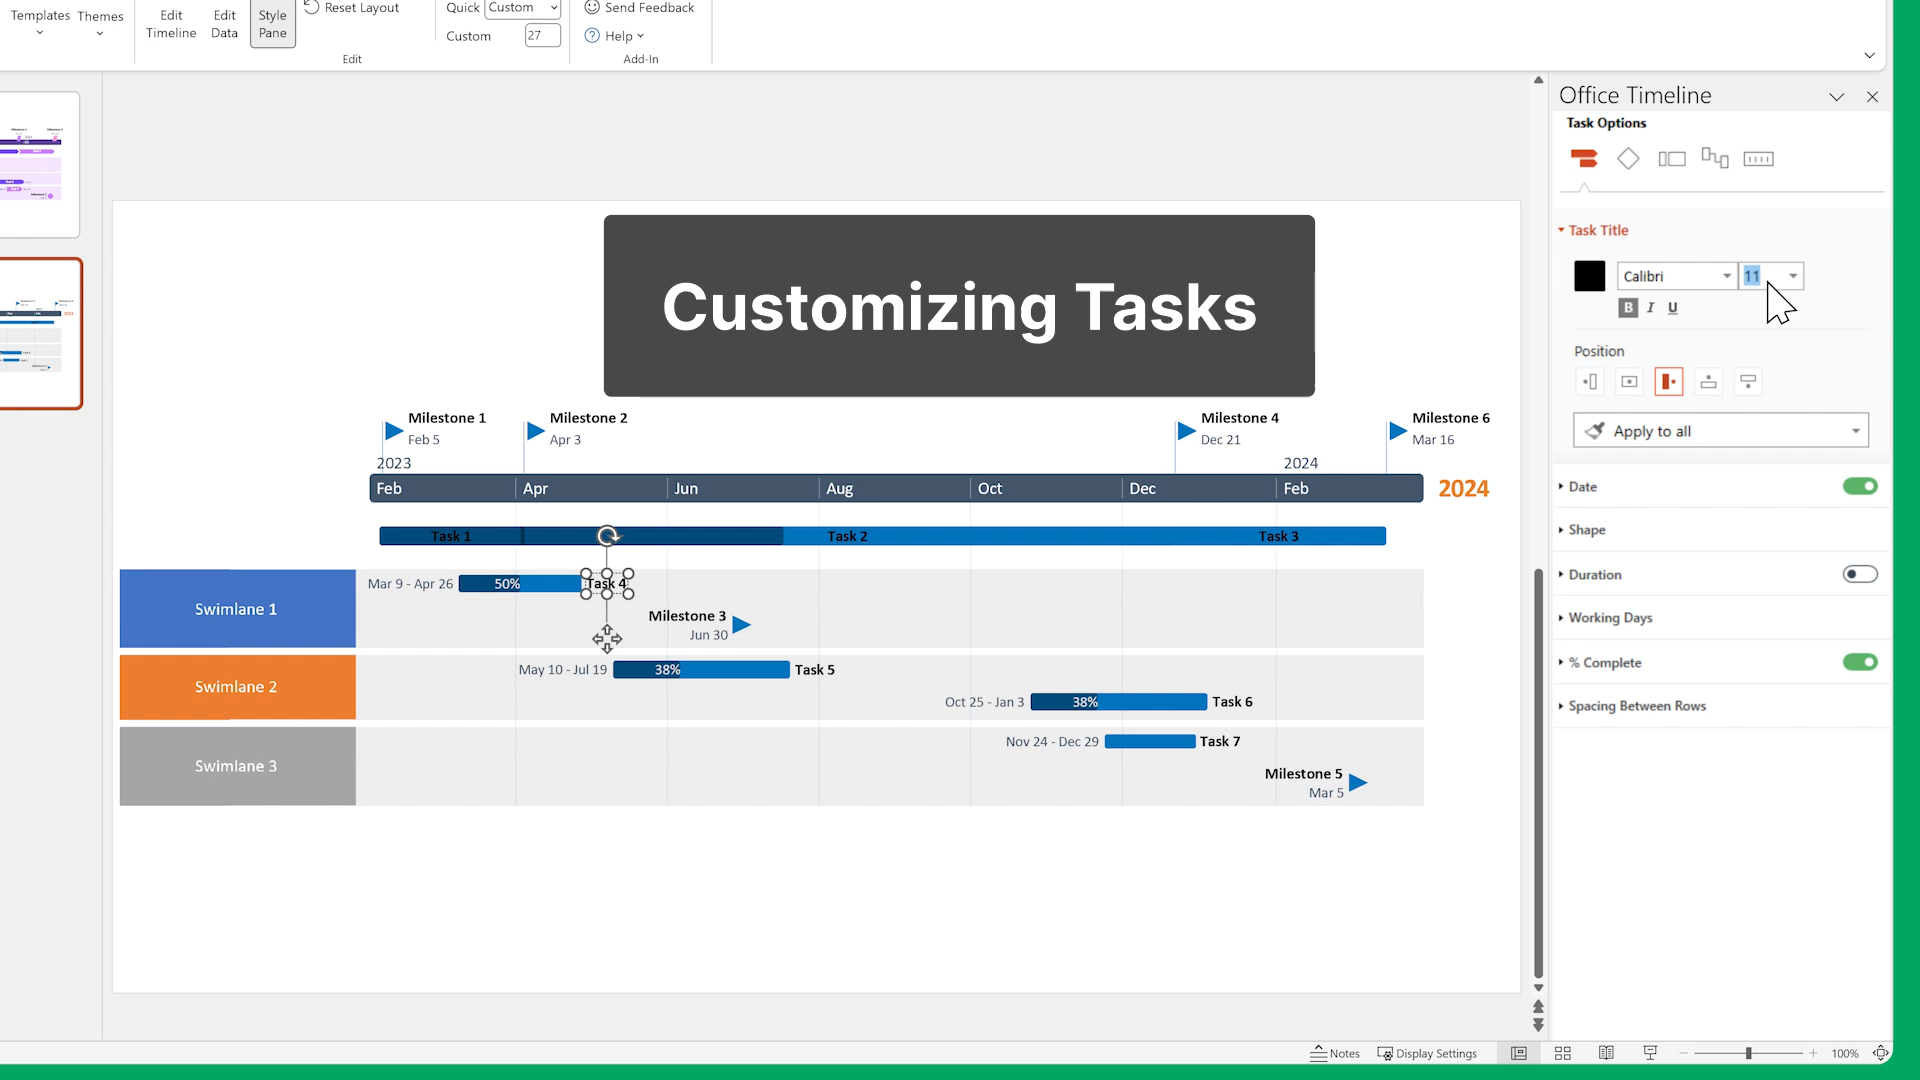 Templates
Themes
Edit
Timeline
Edit
Data
Style
Pane
Reset Layout
Edit
Quick Custom
Custom 27
Send Feedback
Help
Add-In
Office Timeline
Task Options
Task Title
Calibri 11
B I U
Position
Apply to all
Date
Shape
Duration
Working Days
% Complete
Spacing Between Rows
Customizing Tasks
Milestone 1
Feb 5
Milestone 2
Apr 3
Milestone 4
Dec 21
Milestone 6
Mar 16
2023
2024
Feb Apr Jun Aug Oct Dec Feb 2024
Task 1 Task 2 Task 3
Swimlane 1
Mar 9 - Apr 26 50% Task 4
Milestone 3
Jun 30
Swimlane 2
May 10 - Jul 19 38% Task 5
Oct 25 - Jan 3 38% Task 6
Swimlane 3
Nov 24 - Dec 29 Task 7
Milestone 5
Mar 5
Notes Display Settings 100%